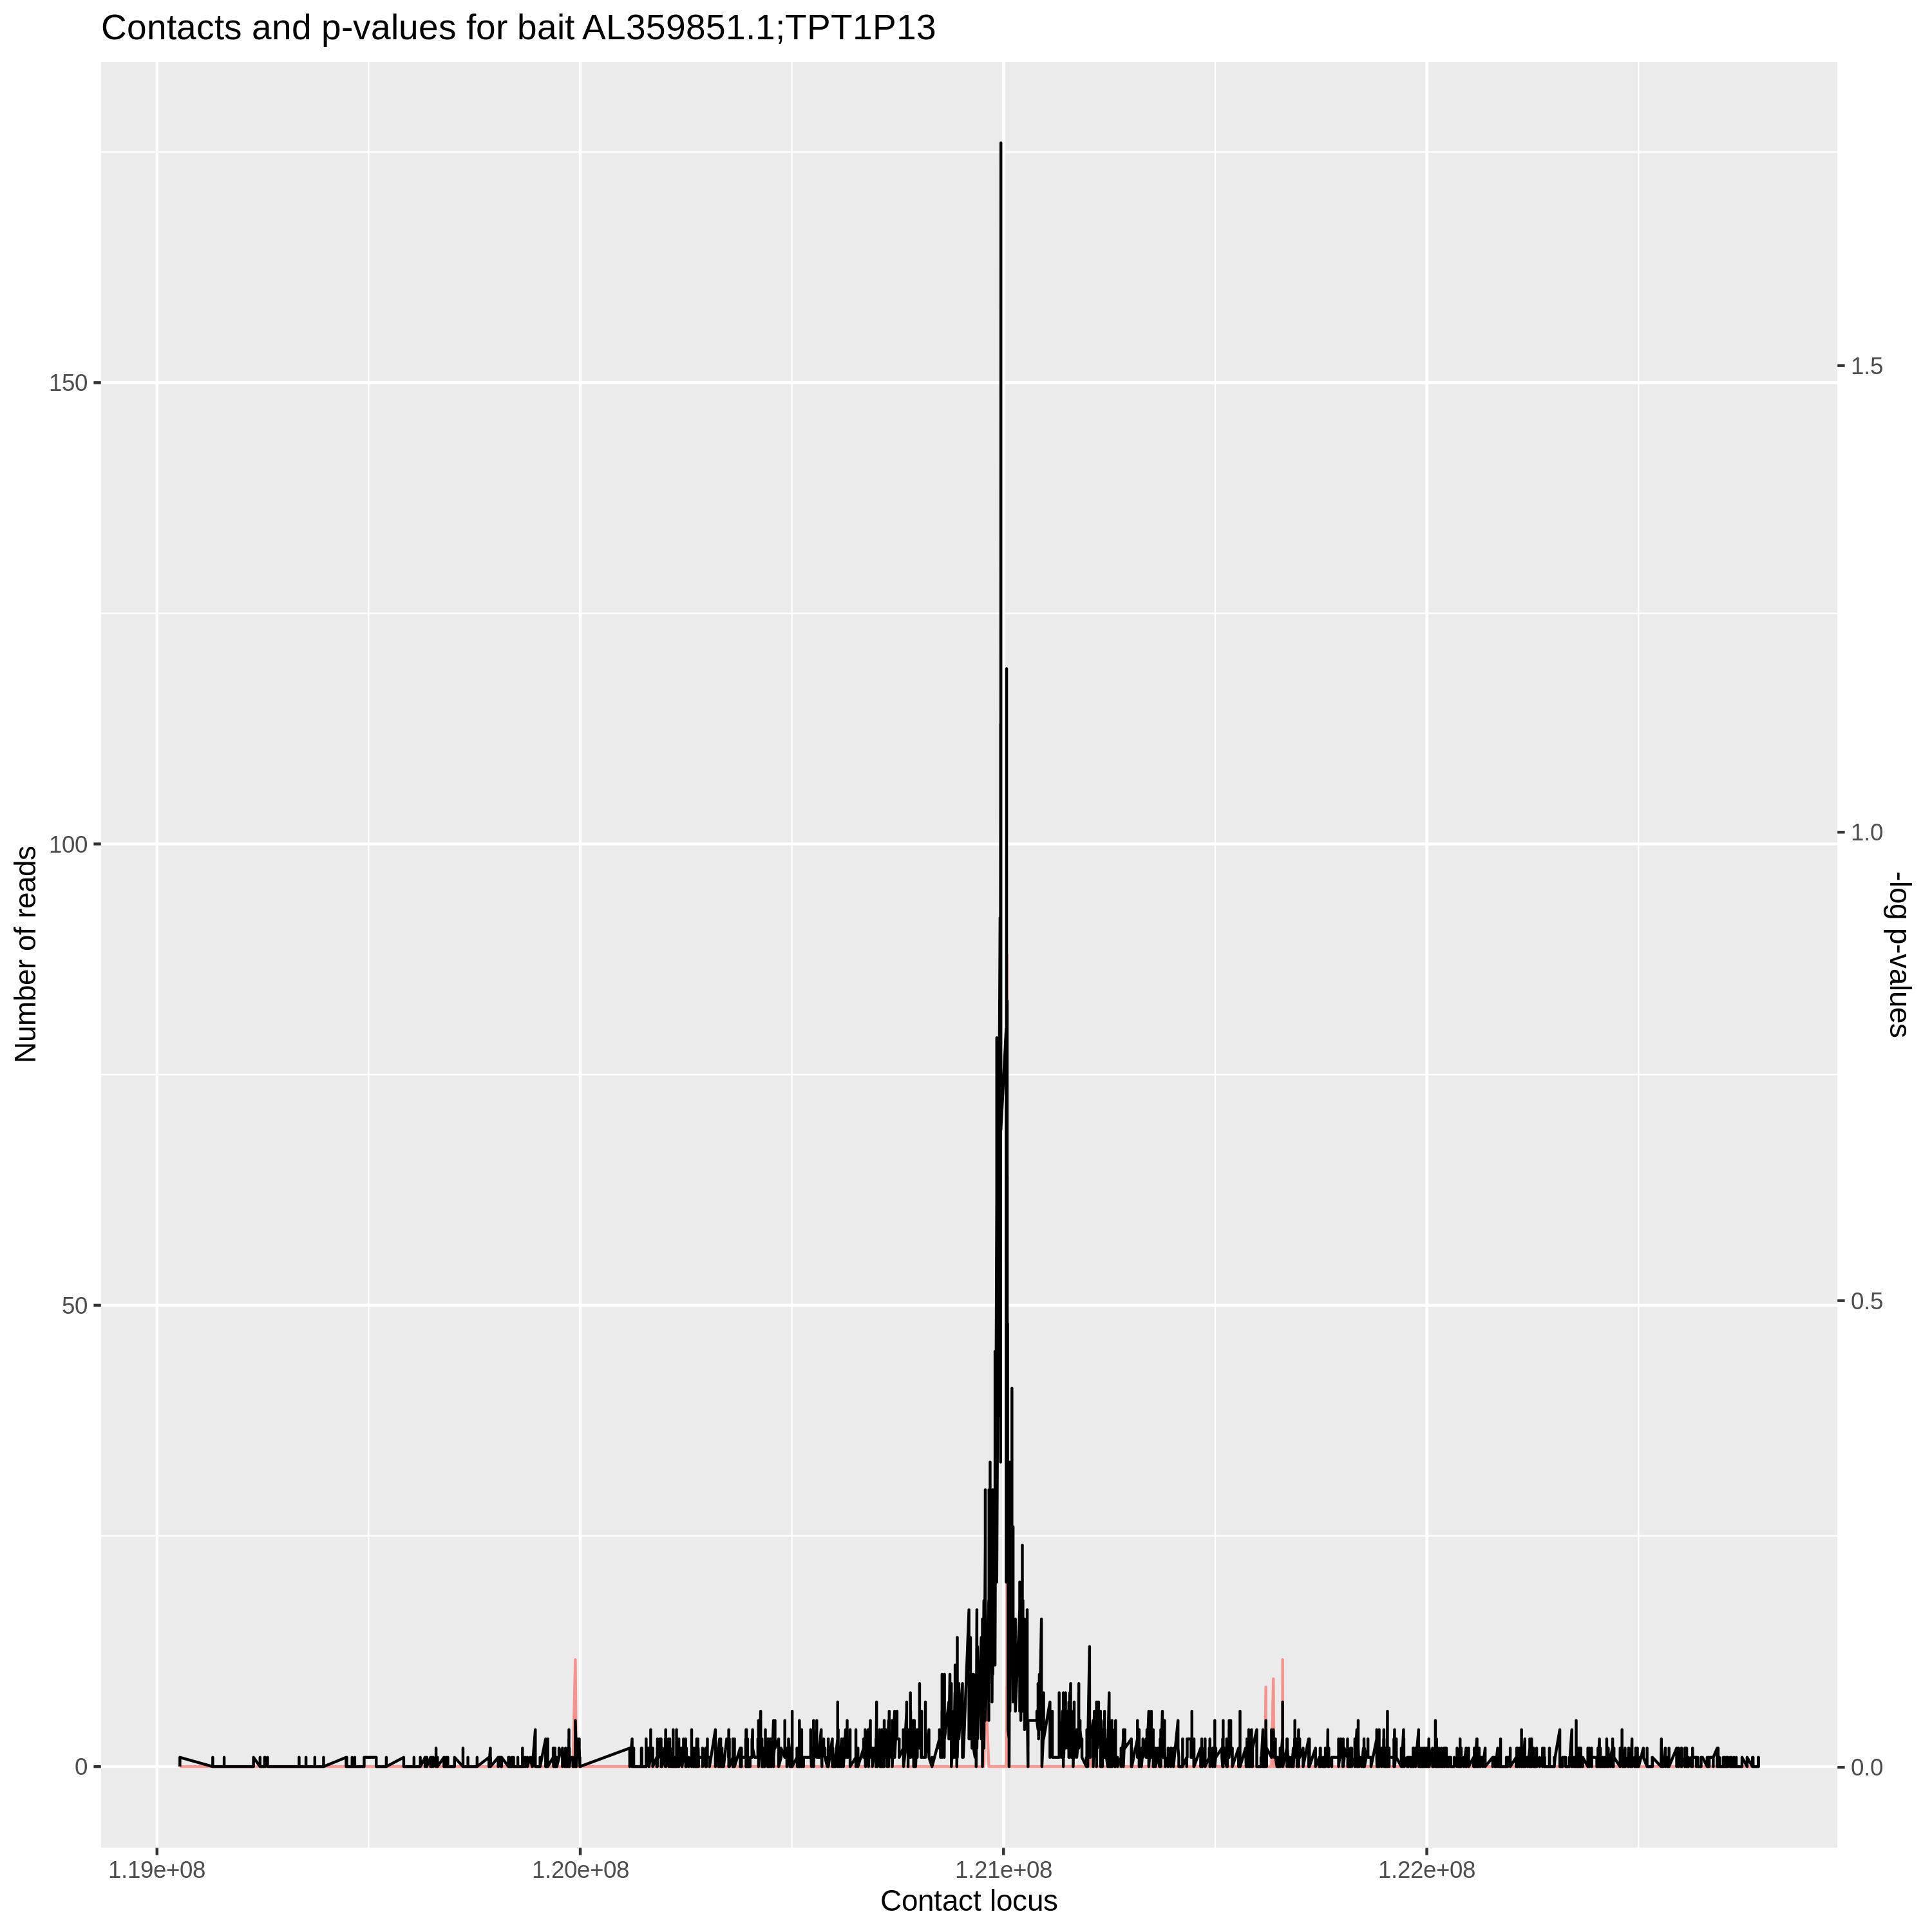 Contacts and p-values for bait AL359851.1;TPT1P13
150
100
50
0
Number of reads
1.5
1.0
0.5
0.0
-log p-values
1.19e+08
1.20e+08
1.21e+08
1.22e+08
Contact locus